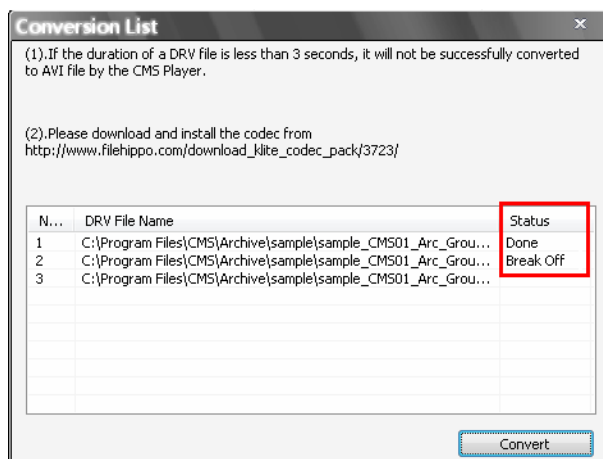 Conversion List
(1).If the duration of a DRV file is less than 3 seconds, it will not be successfully converted
to AVI file by the CMS Player.
(2).Please download and install the codec from
http://www.filehippo.com/download_klite_codec_pack/3723/
N... DRV File Name Status
1 C:\Program Files\CMS\Archive\sample\sample_CMS01_Arc_Grou... Done
2 C:\Program Files\CMS\Archive\sample\sample_CMS01_Arc_Grou... Break Off
3 C:\Program Files\CMS\Archive\sample\sample_CMS01_Arc_Grou...
Convert